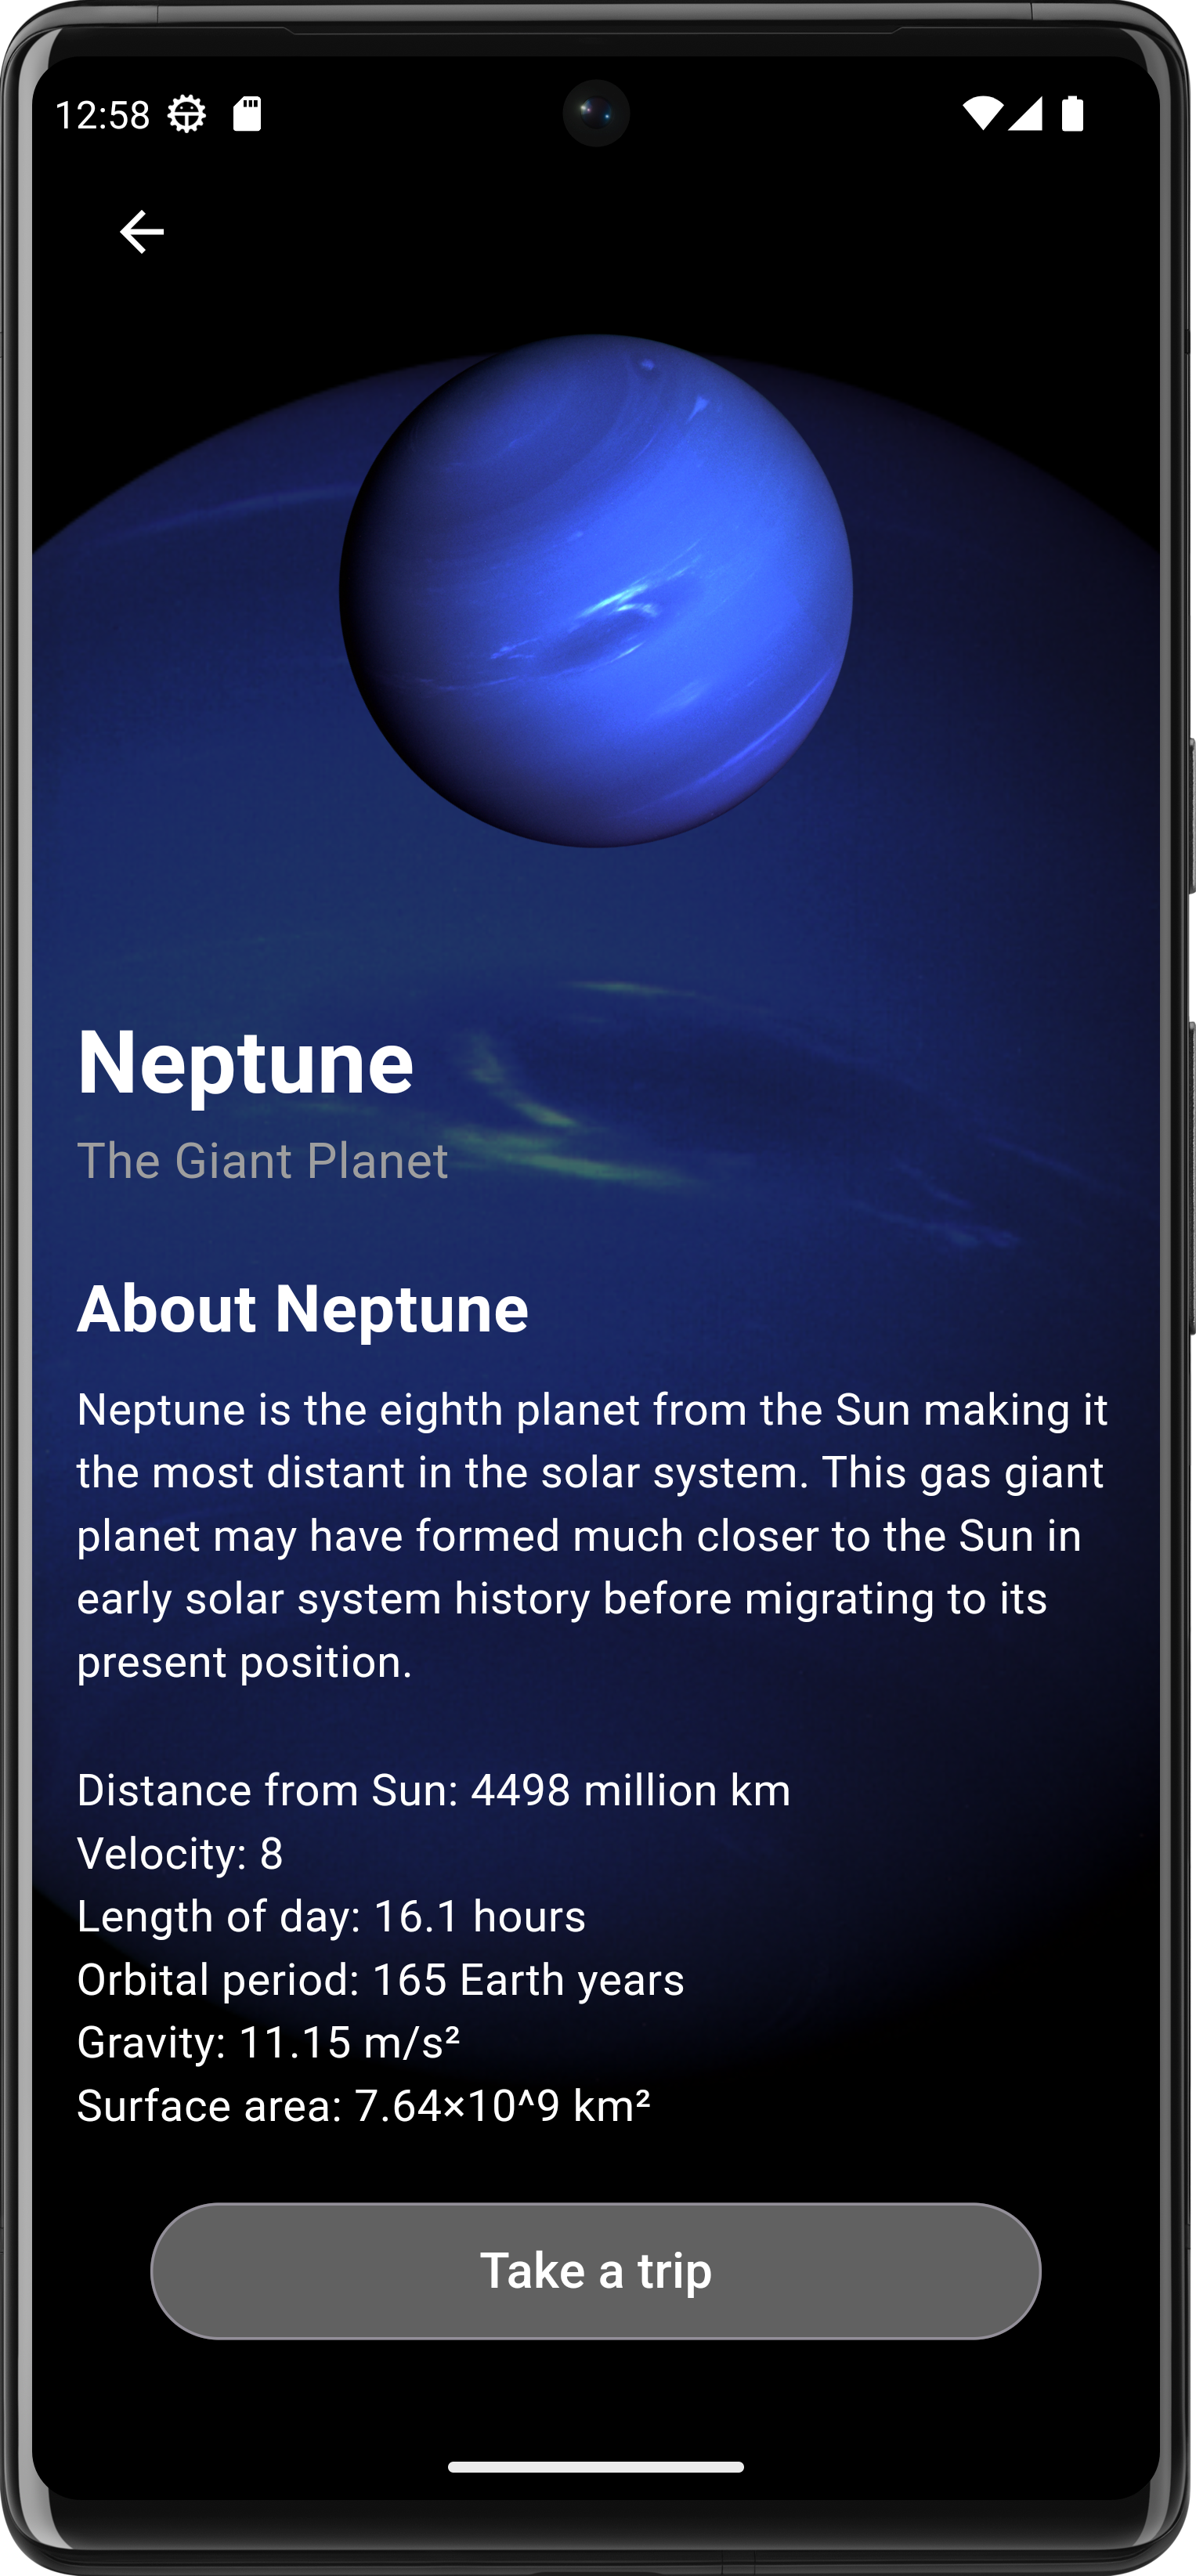 12:58
Neptune
The Giant Planet
About Neptune
Neptune is the eighth planet from the Sun making it
the most distant in the solar system. This gas giant
planet may have formed much closer to the Sun in
early solar system history before migrating to its
present position.
Distance from Sun: 4498 million km
Velocity: 8
Length of day: 16.1 hours
Orbital period: 165 Earth years
Gravity: 11.15 m/s²
Surface area: 7.64×10^9 km²
Take a trip